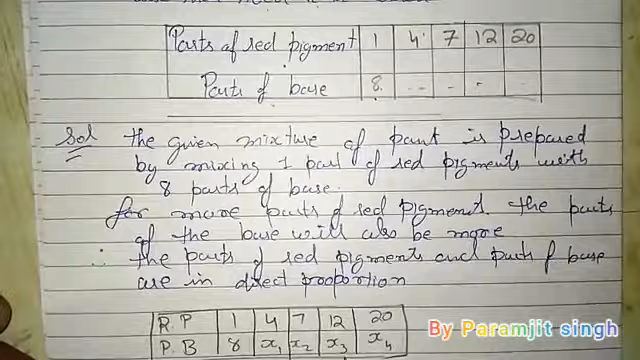 Parts of red pigment 1 4 7 12 20
Parts of base 8 - - - -
Sol the given mixture of paint is prepared
by mixing 1 part of red pigments with
8 parts of base.
for more parts of red pigment the parts
of the base will also be more
∴ the parts of red pigments and parts of base
are in direct proportion
R.P 1 4 7 12 20
P.B 8 x1 x2 x3 x4
By Paramjit singh